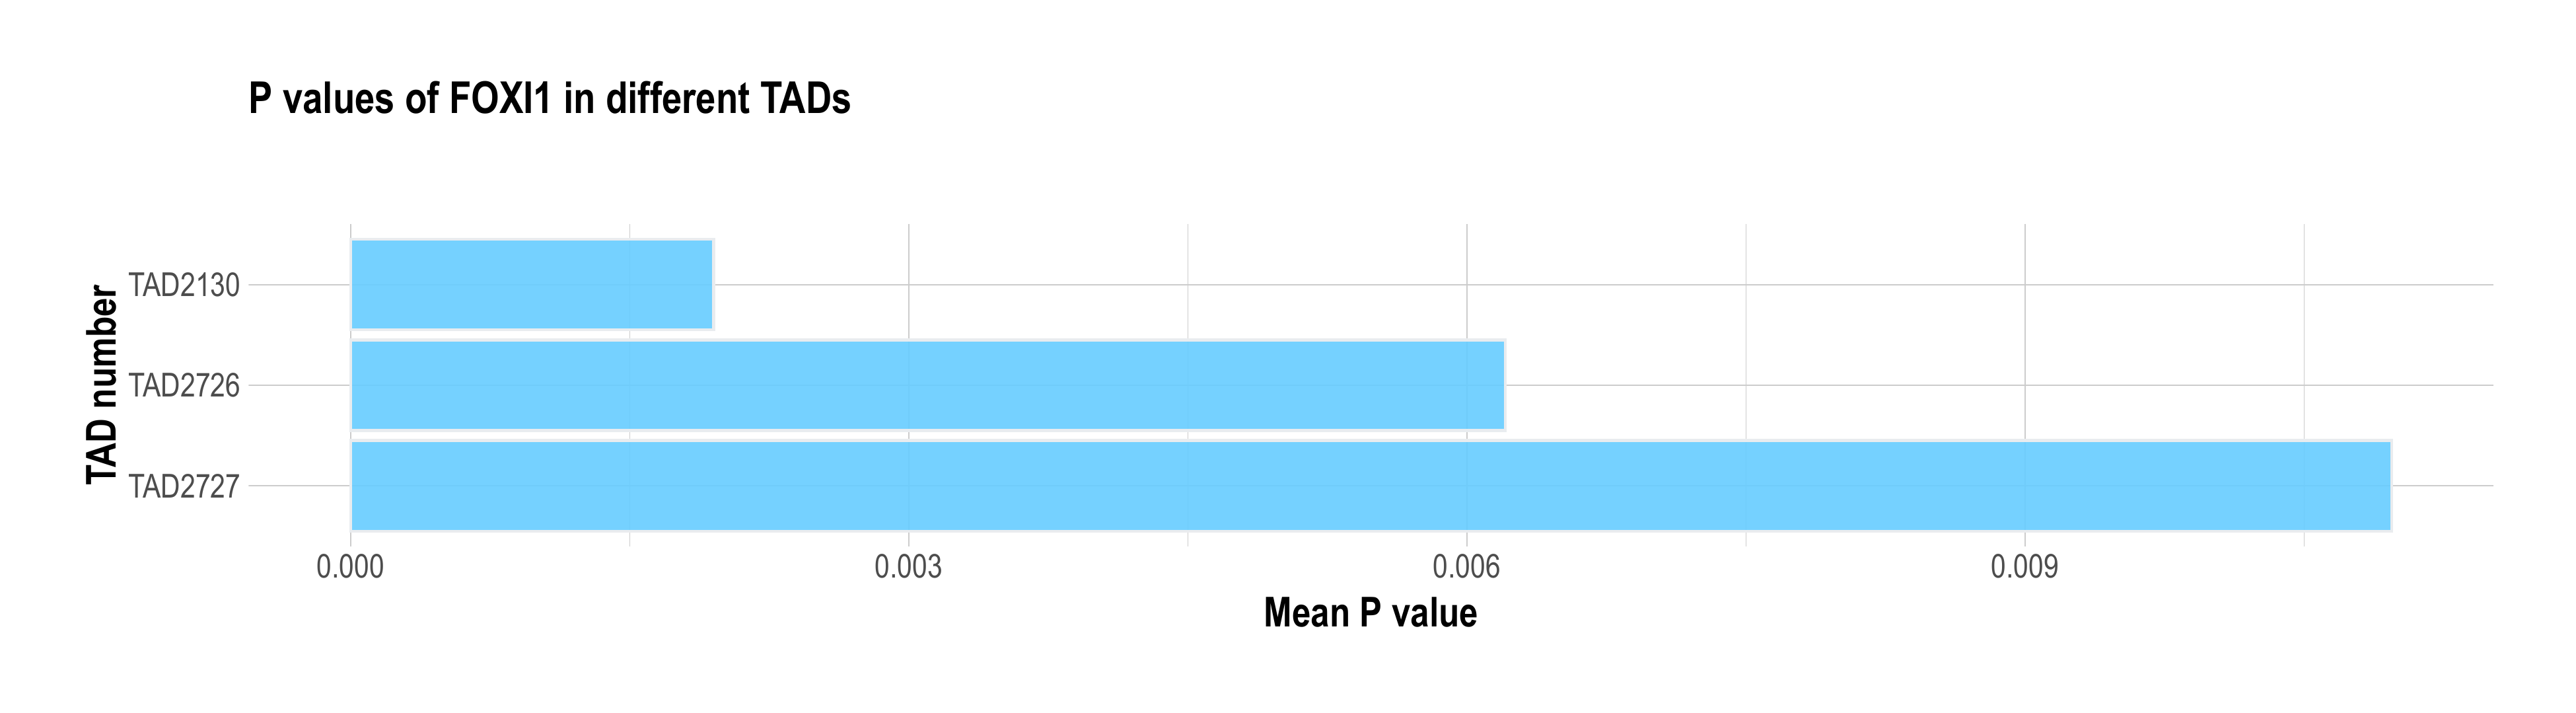 P values of FOXI1 in different TADs
TAD number
TAD2130
TAD2726
TAD2727
0.000 0.003 0.006 0.009
Mean P value